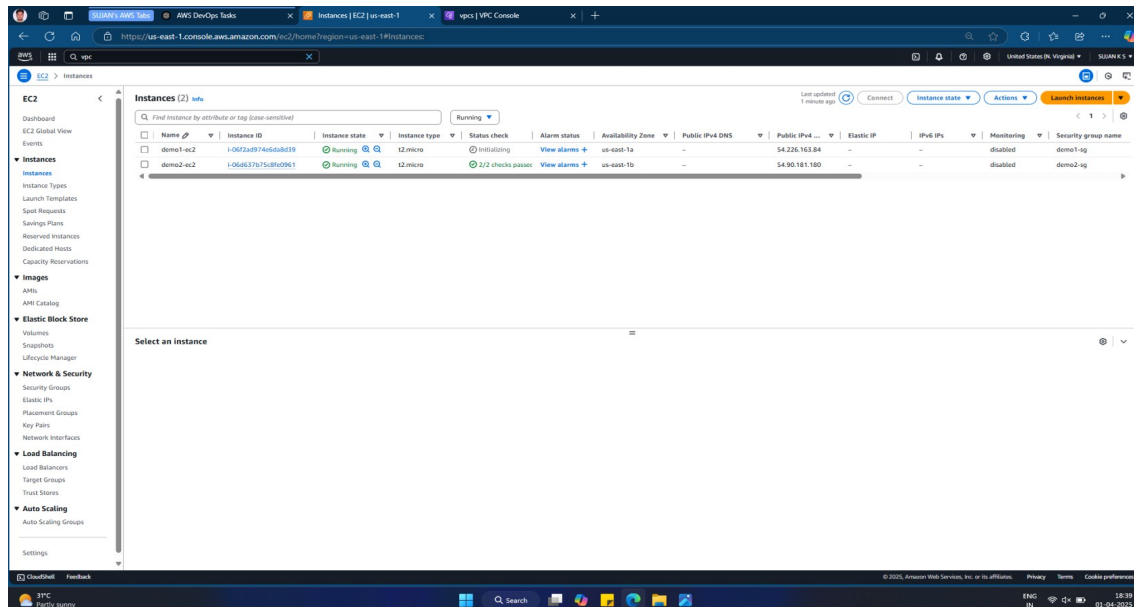 SUJAN's AWS Tabs
AWS DevOps Tasks
Instances | EC2 | us-east-1
vpcs | VPC Console
https://us-east-1.console.aws.amazon.com/ec2/home?region=us-east-1#Instances:
aws
vpc
United States (N. Virginia)
SUJAN K S
EC2 > Instances
EC2
Dashboard
EC2 Global View
Events
Instances
Instances
Instance Types
Launch Templates
Spot Requests
Savings Plans
Reserved Instances
Dedicated Hosts
Capacity Reservations
Images
AMIs
AMI Catalog
Elastic Block Store
Volumes
Snapshots
Lifecycle Manager
Network & Security
Security Groups
Elastic IPs
Placement Groups
Key Pairs
Network Interfaces
Load Balancing
Load Balancers
Target Groups
Trust Stores
Auto Scaling
Auto Scaling Groups
Settings
Instances (2) Info
Last updated
1 minute ago
Connect
Instance state
Actions
Launch instances
Find Instance by attribute or tag (case-sensitive)
Running
1
Name Instance ID Instance state Instance type Status check Alarm status Availability Zone Public IPv4 DNS Public IPv4 ... Elastic IP IPv6 IPs Monitoring Security group name
demo1-ec2 i-06f2ad974e6da8d39 Running t2.micro Initializing View alarms + us-east-1a – 54.226.163.84 – – disabled demo1-sg
demo2-ec2 i-06d637b75c8fe0961 Running t2.micro 2/2 checks passec View alarms + us-east-1b – 54.90.181.180 – – disabled demo2-sg
Select an instance
CloudShell Feedback
© 2025, Amazon Web Services, Inc. or its affiliates. Privacy Terms Cookie preferences
31°C
Partly sunny
Search
ENG
IN
18:39
01-04-2025